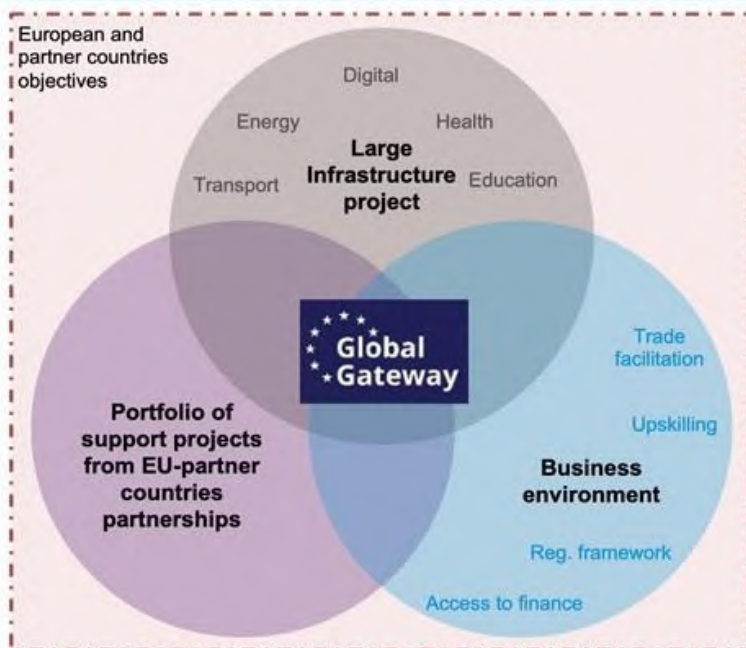 European and
partner countries
objectives
Digital
Energy
Health
Large
Infrastructure
project
Transport
Education
Global
Gateway
Trade
facilitation
Upskilling
Portfolio of
support projects
from EU-partner
countries
partnerships
Business
environment
Reg. framework
Access to finance